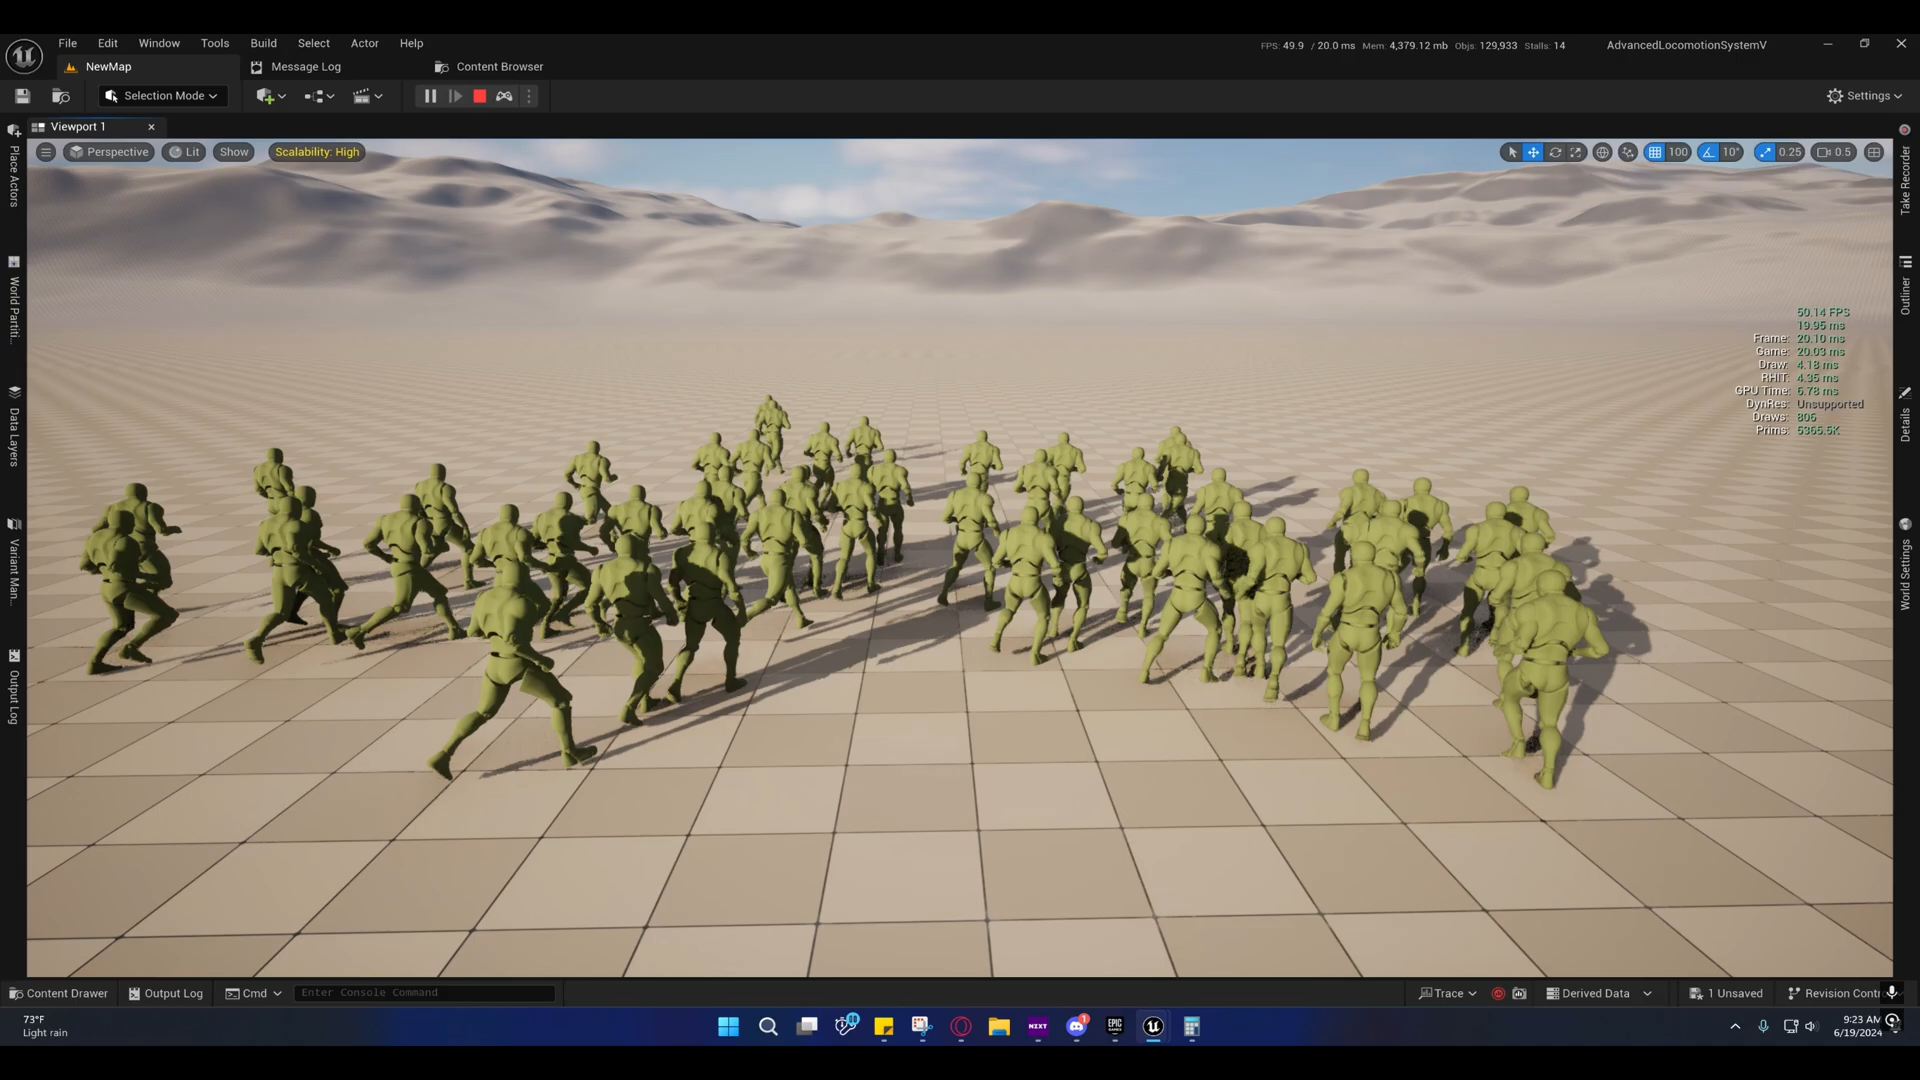 File Edit Window Tools Build Select Actor Help
FPS: 49.9 / 20.0 ms Mem: 4,379.12 mb Objs: 129,933 Stalls: 14
AdvancedLocomotionSystemV
NewMap
Message Log
Content Browser
Selection Mode
Settings
Viewport 1
Perspective
Lit
Show
Scalability: High
100
10°
0.25
0.5
Place Actors
World Partiti...
Data Layers
Variant Man...
Output Log
Take Recorder
Outliner
Details
World Settings
50.14 FPS
19.95 ms
Frame: 20.10 ms
Game: 20.03 ms
Draw: 4.18 ms
RHIT: 4.35 ms
GPU Time: 6.78 ms
DynRes: Unsupported
Draws: 806
Prims: 5365.5K
Content Drawer
Output Log
Cmd
Enter Console Command
Trace
Derived Data
1 Unsaved
Revision Contr
73°F
Light rain
NZXT
1
EPIC GAMES
9:23 AM
6/19/2024